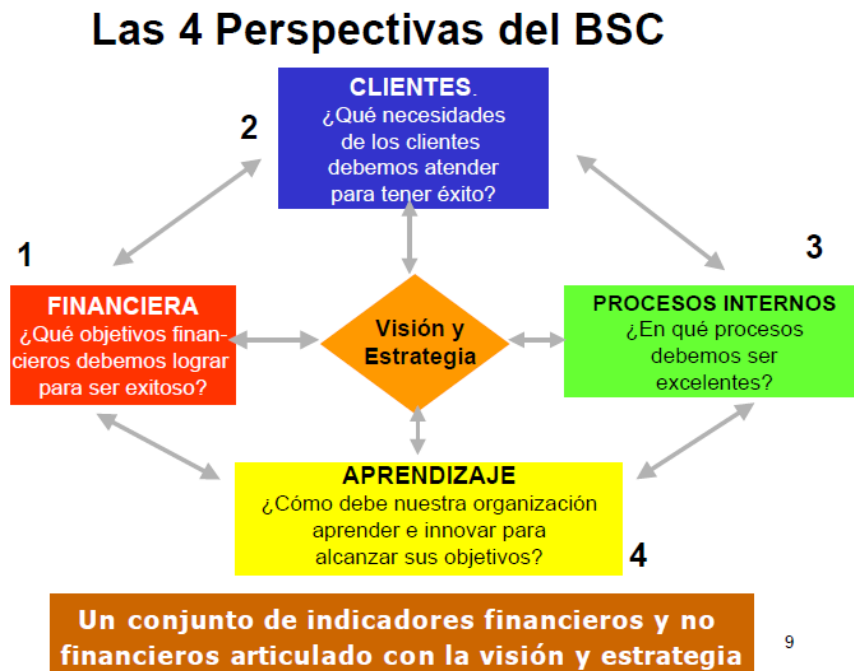 Las 4 Perspectivas del BSC
2
CLIENTES.
¿Qué necesidades
de los clientes
debemos atender
para tener éxito?
1
FINANCIERA
¿Qué objetivos finan-
cieros debemos lograr
para ser exitoso?
Visión y
Estrategia
3
PROCESOS INTERNOS
¿En qué procesos
debemos ser
excelentes?
APRENDIZAJE
¿Cómo debe nuestra organización
aprender e innovar para
alcanzar sus objetivos?
4
Un conjunto de indicadores financieros y no
financieros articulado con la visión y estrategia
9